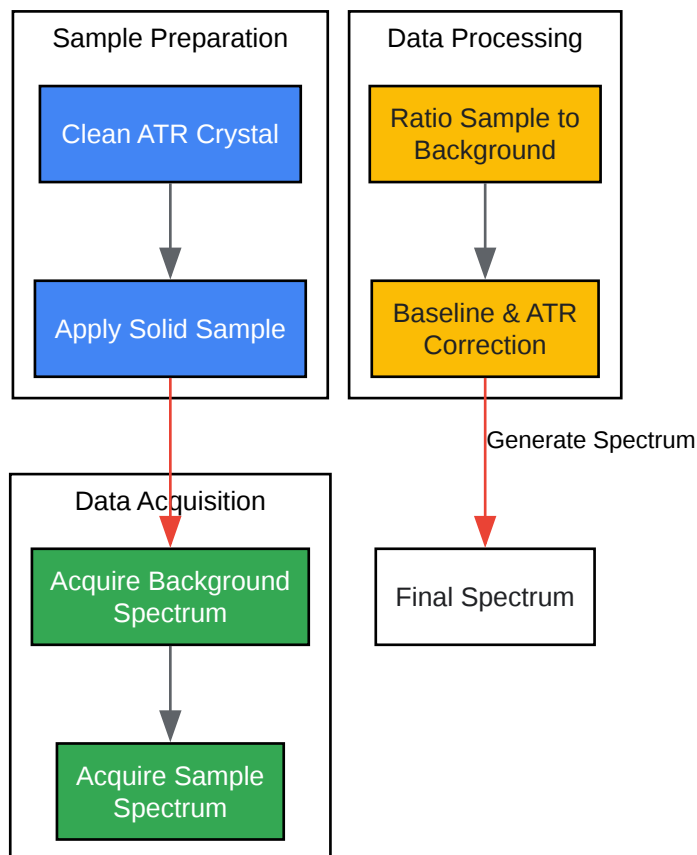 Sample Preparation
Clean ATR Crystal
Apply Solid Sample
Data Acquisition
Acquire Background
Spectrum
Acquire Sample
Spectrum
Data Processing
Ratio Sample to
Background
Baseline & ATR
Correction
Generate Spectrum
Final Spectrum